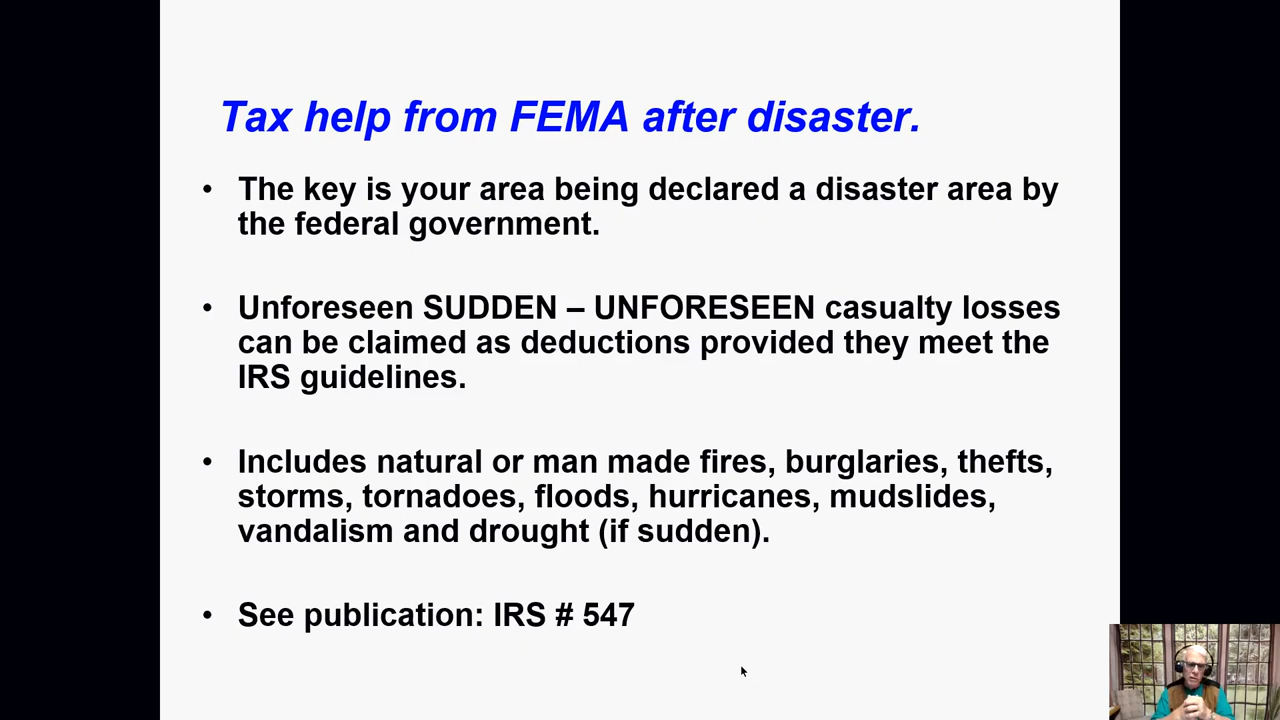 Tax help from FEMA after disaster.
• The key is your area being declared a disaster area by
the federal government.
• Unforeseen SUDDEN – UNFORESEEN casualty losses
can be claimed as deductions provided they meet the
IRS guidelines.
• Includes natural or man made fires, burglaries, thefts,
storms, tornadoes, floods, hurricanes, mudslides,
vandalism and drought (if sudden).
• See publication: IRS # 547